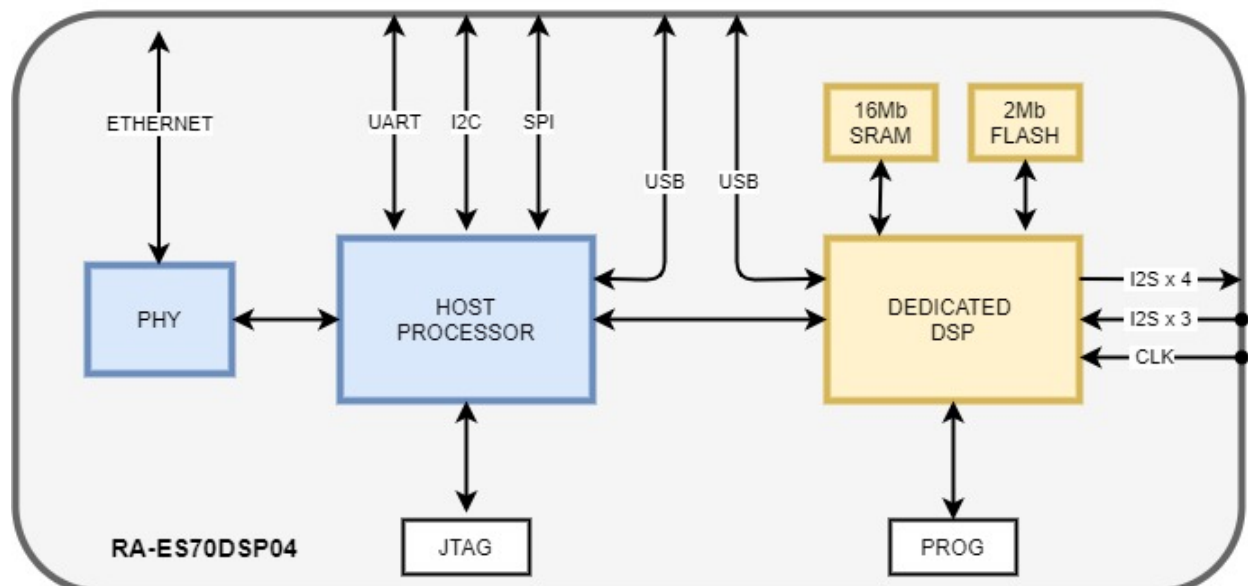 ETHERNET
UART
I2C
SPI
USB
USB
16Mb
SRAM
2Mb
FLASH
PHY
HOST
PROCESSOR
DEDICATED
DSP
I2S x 4
I2S x 3
CLK
RA-ES70DSP04
JTAG
PROG